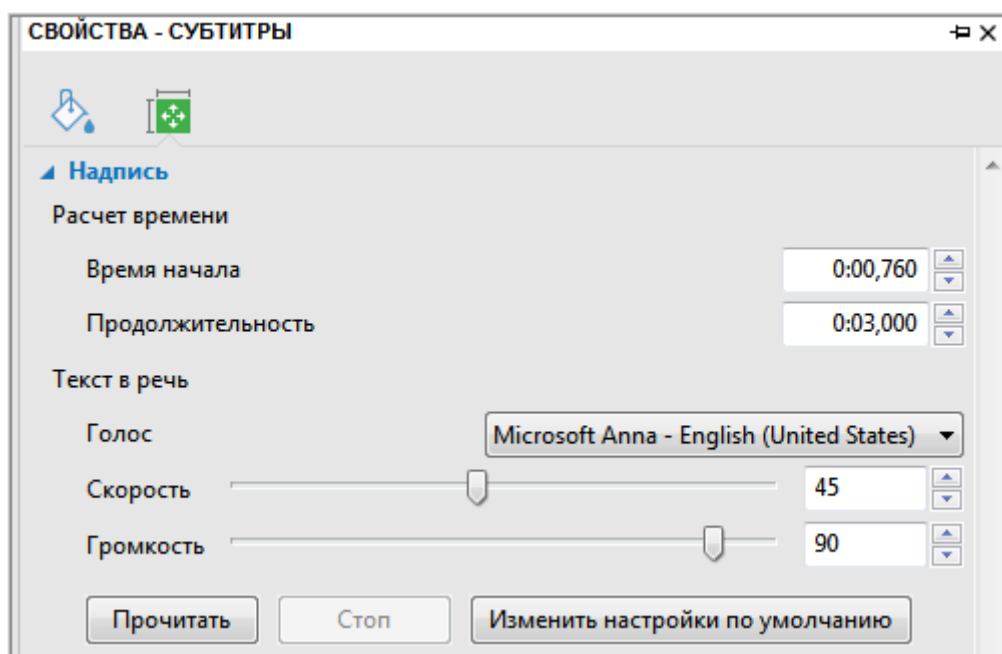 СВОЙСТВА - СУБТИТРЫ
Надпись
Расчет времени
Время начала 0:00,760
Продолжительность 0:03,000
Текст в речь
Голос Microsoft Anna - English (United States)
Скорость 45
Громкость 90
Прочитать Стоп Изменить настройки по умолчанию